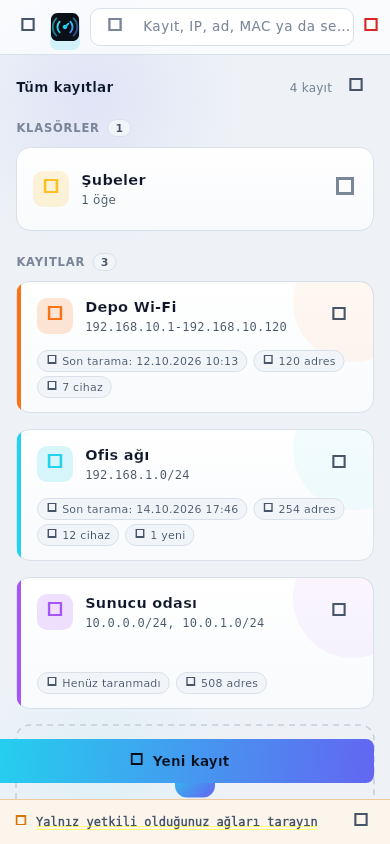 Kayıt, IP, ad, MAC ya da se...
Tüm kayıtlar
4 kayıt
KLASÖRLER 1
Şubeler
1 öğe
KAYITLAR 3
Depo Wi-Fi
192.168.10.1-192.168.10.120
Son tarama: 12.10.2026 10:13
120 adres
7 cihaz
Ofis ağı
192.168.1.0/24
Son tarama: 14.10.2026 17:46
254 adres
12 cihaz
1 yeni
Sunucu odası
10.0.0.0/24, 10.0.1.0/24
Henüz taranmadı
508 adres
Yeni kayıt
Yalnız yetkili olduğunuz ağları tarayın